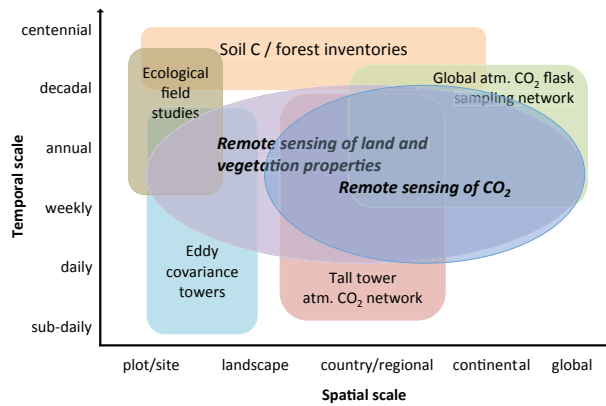 centennial
decadal
annual
weekly
daily
sub-daily
Temporal scale
Soil C / forest inventories
Ecological
field
studies
Global atm. CO₂ flask
sampling network
Remote sensing of land and
vegetation properties
Remote sensing of CO₂
Eddy
covariance
towers
Tall tower
atm. CO₂ network
plot/site
landscape
country/regional
continental
global
Spatial scale